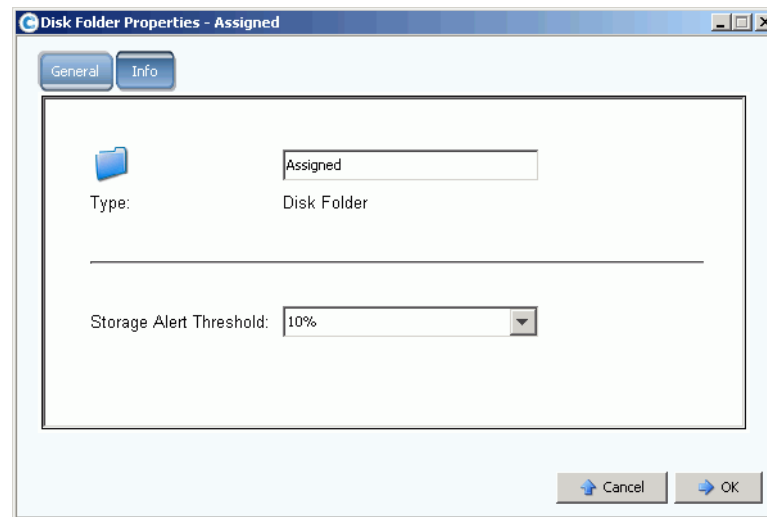 Disk Folder Properties - Assigned
General Info
Assigned
Type: Disk Folder
Storage Alert Threshold: 10%
Cancel OK